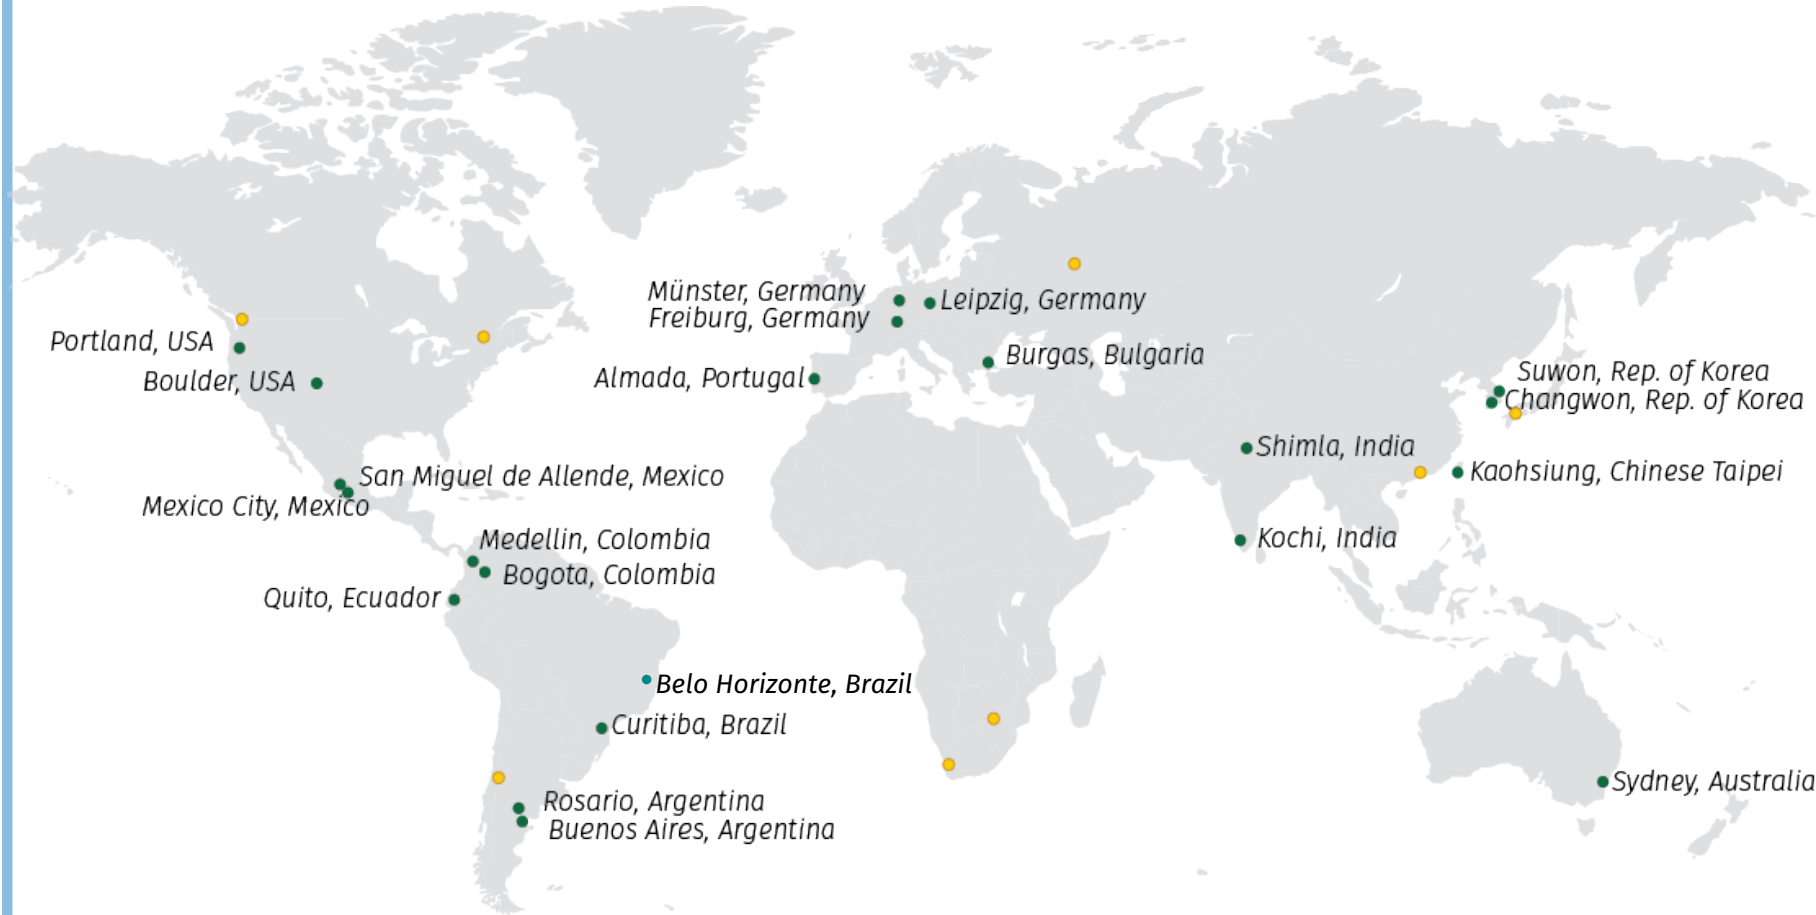 Münster, Germany
Leipzig, Germany
Freiburg, Germany
Portland, USA
Burgas, Bulgaria
Boulder, USA
Almada, Portugal
Suwon, Rep. of Korea
Changwon, Rep. of Korea
Shimla, India
San Miguel de Allende, Mexico
Kaohsiung, Chinese Taipei
Mexico City, Mexico
Medellin, Colombia
Kochi, India
Bogota, Colombia
Quito, Ecuador
Belo Horizonte, Brazil
Curitiba, Brazil
Sydney, Australia
Rosario, Argentina
Buenos Aires, Argentina